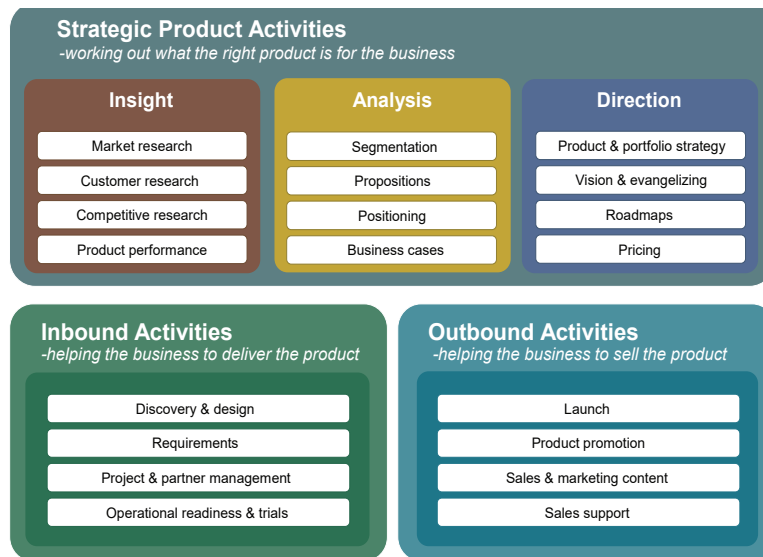 Strategic Product Activities
-working out what the right product is for the business
Insight
Market research
Customer research
Competitive research
Product performance
Analysis
Segmentation
Propositions
Positioning
Business cases
Direction
Product & portfolio strategy
Vision & evangelizing
Roadmaps
Pricing
Inbound Activities
-helping the business to deliver the product
Discovery & design
Requirements
Project & partner management
Operational readiness & trials
Outbound Activities
-helping the business to sell the product
Launch
Product promotion
Sales & marketing content
Sales support